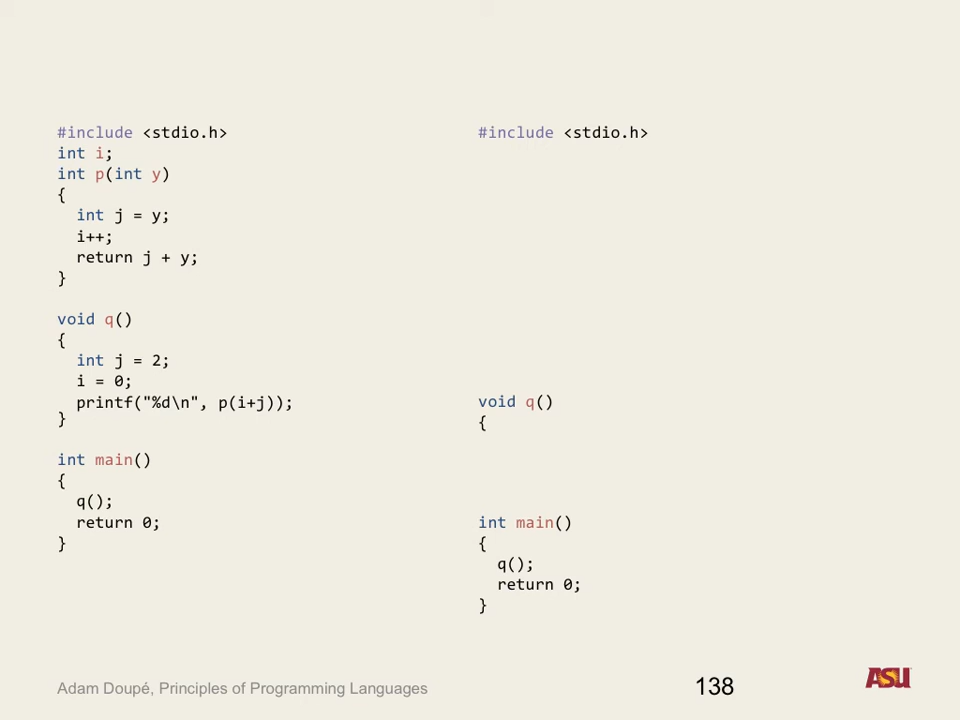 #include <stdio.h>
int i;
int p(int y)
{
  int j = y;
  i++;
  return j + y;
}
void q()
{
  int j = 2;
  i = 0;
  printf("%d\n", p(i+j));
}
int main()
{
  q();
  return 0;
}
#include <stdio.h>
void q()
{
int main()
{
  q();
  return 0;
}
Adam Doupé, Principles of Programming Languages
138
ASU